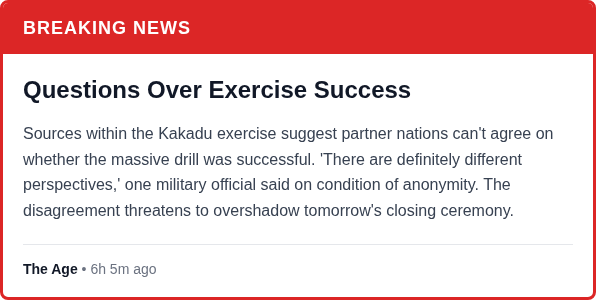 BREAKING NEWS
Questions Over Exercise Success
Sources within the Kakadu exercise suggest partner nations can't agree on
whether the massive drill was successful. 'There are definitely different
perspectives,' one military official said on condition of anonymity. The
disagreement threatens to overshadow tomorrow's closing ceremony.
The Age • 6h 5m ago